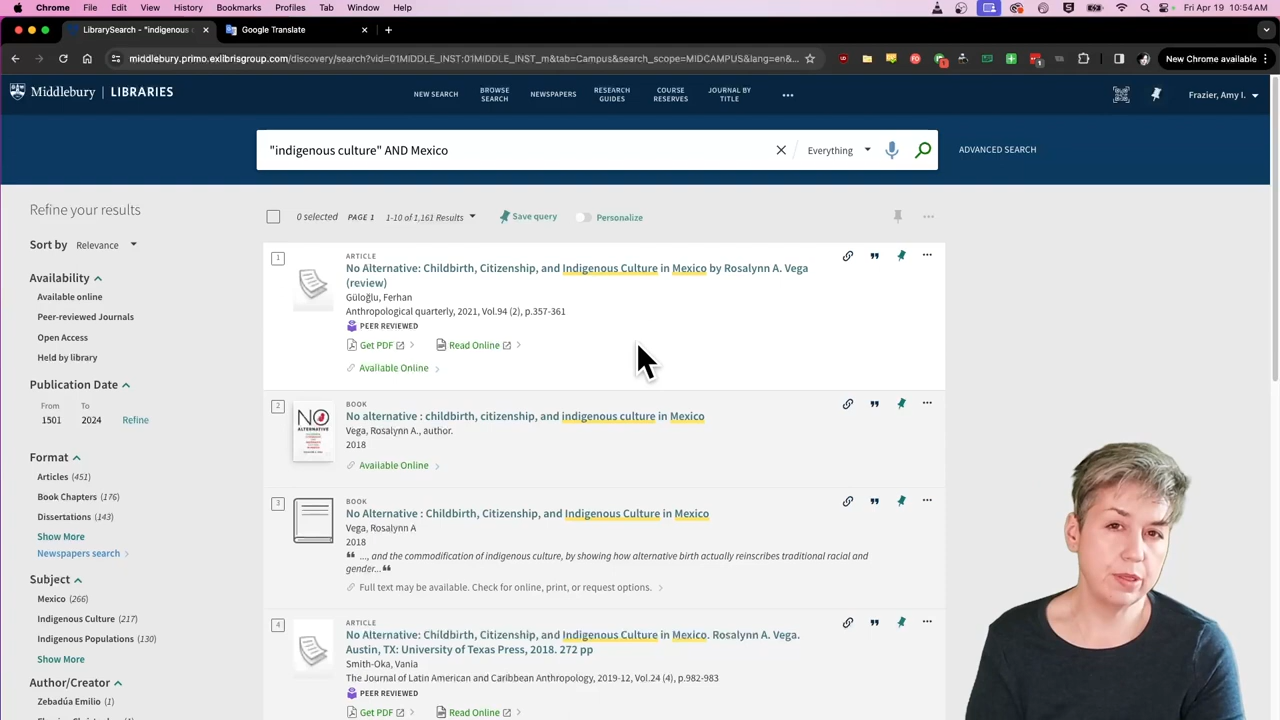 Chrome File Edit View History Bookmarks Profiles Tab Window Help Fri Apr 19 10:54 AM
LibrarySearch - "indigenous Google Translate
middlebury.primo.exlibrisgroup.com/discovery/search?vid=01MIDDLE_INST:01MIDDLE_INST_m&tab=Campus&search_scope=MIDCAMPUS&lang=en&... New Chrome available
Middlebury LIBRARIES
NEW SEARCH
BROWSE SEARCH
NEWSPAPERS
RESEARCH GUIDES
COURSE RESERVES
JOURNAL BY TITLE
Frazier, Amy I.
"indigenous culture" AND Mexico
Everything
ADVANCED SEARCH
Refine your results
Sort by Relevance
Availability
Available online
Peer-reviewed Journals
Open Access
Held by library
Publication Date
From To
1501 2024 Refine
Format
Articles (451)
Book Chapters (176)
Dissertations (143)
Show More
Newspapers search
Subject
Mexico (266)
Indigenous Culture (217)
Indigenous Populations (130)
Show More
Author/Creator
Zebadúa Emilio (1)
0 selected PAGE 1 1-10 of 1,161 Results Save query Personalize
1
ARTICLE
No Alternative: Childbirth, Citizenship, and Indigenous Culture in Mexico by Rosalynn A. Vega
(review)
Güloğlu, Ferhan
Anthropological quarterly, 2021, Vol.94 (2), p.357-361
PEER REVIEWED
Get PDF Read Online
Available Online
2
NO
ALTERNATIVE
BOOK
No alternative : childbirth, citizenship, and indigenous culture in Mexico
Vega, Rosalynn A., author.
2018
Available Online
3
BOOK
No Alternative : Childbirth, Citizenship, and Indigenous Culture in Mexico
Vega, Rosalynn A
2018
..., and the commodification of indigenous culture, by showing how alternative birth actually reinscribes traditional racial and
gender...
Full text may be available. Check for online, print, or request options.
4
ARTICLE
No Alternative: Childbirth, Citizenship, and Indigenous Culture in Mexico. Rosalynn A. Vega.
Austin, TX: University of Texas Press, 2018. 272 pp
Smith-Oka, Vania
The Journal of Latin American and Caribbean Anthropology, 2019-12, Vol.24 (4), p.982-983
PEER REVIEWED
Get PDF Read Online